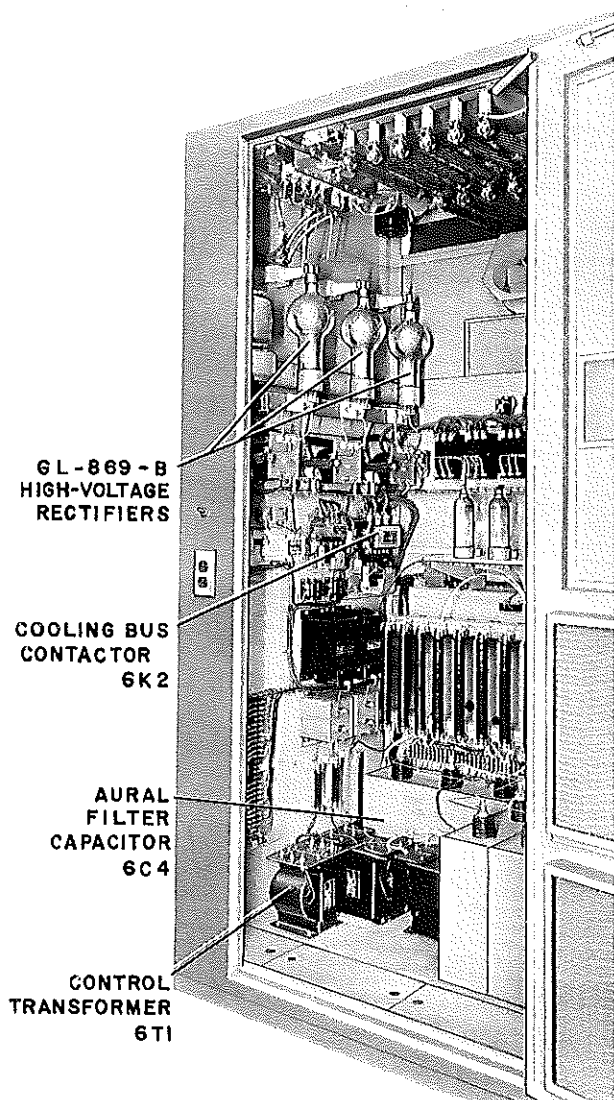 GL-869-B
HIGH-VOLTAGE
RECTIFIERS
COOLING BUS
CONTACTOR
6K2
AURAL
FILTER
CAPACITOR
6C4
CONTROL
TRANSFORMER
6T1